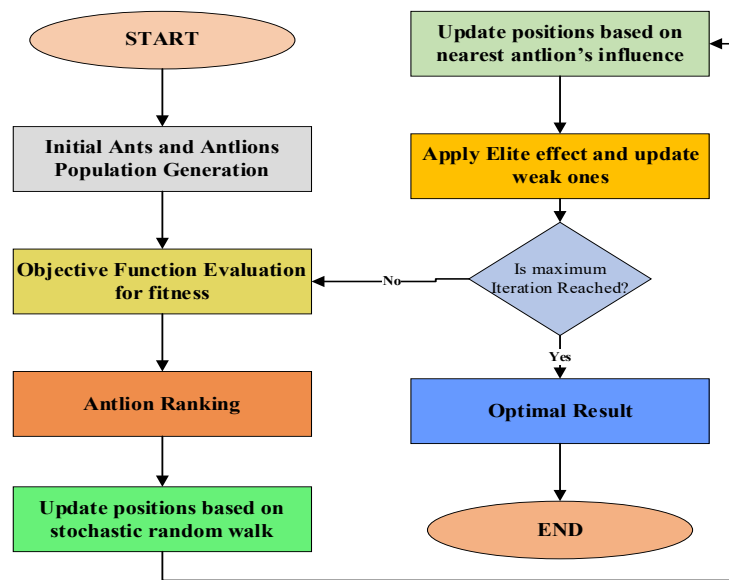 START
Initial Ants and Antlions
Population Generation
Objective Function Evaluation
for fitness
Antlion Ranking
Update positions based on
stochastic random walk
Update positions based on
nearest antlion's influence
Apply Elite effect and update
weak ones
Is maximum
Iteration Reached?
No
Yes
Optimal Result
END